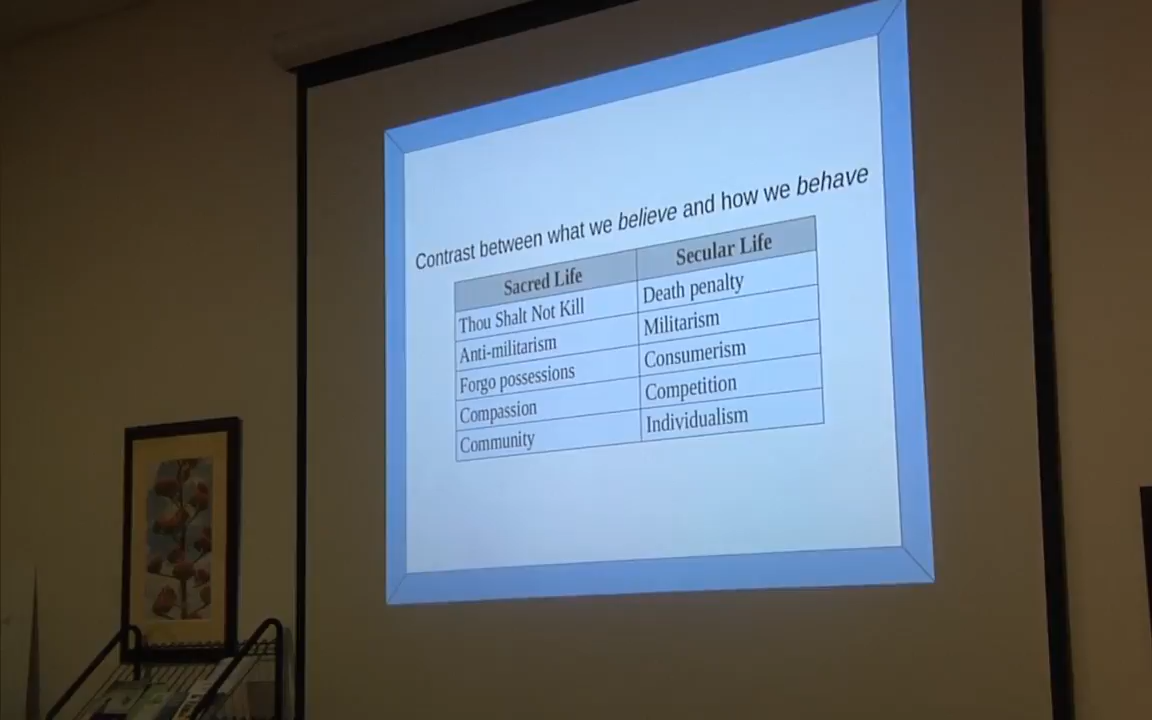 Contrast between what we believe and how we behave
Sacred Life Secular Life
Thou Shalt Not Kill Death penalty
Anti-militarism Militarism
Forgo possessions Consumerism
Compassion Competition
Community Individualism